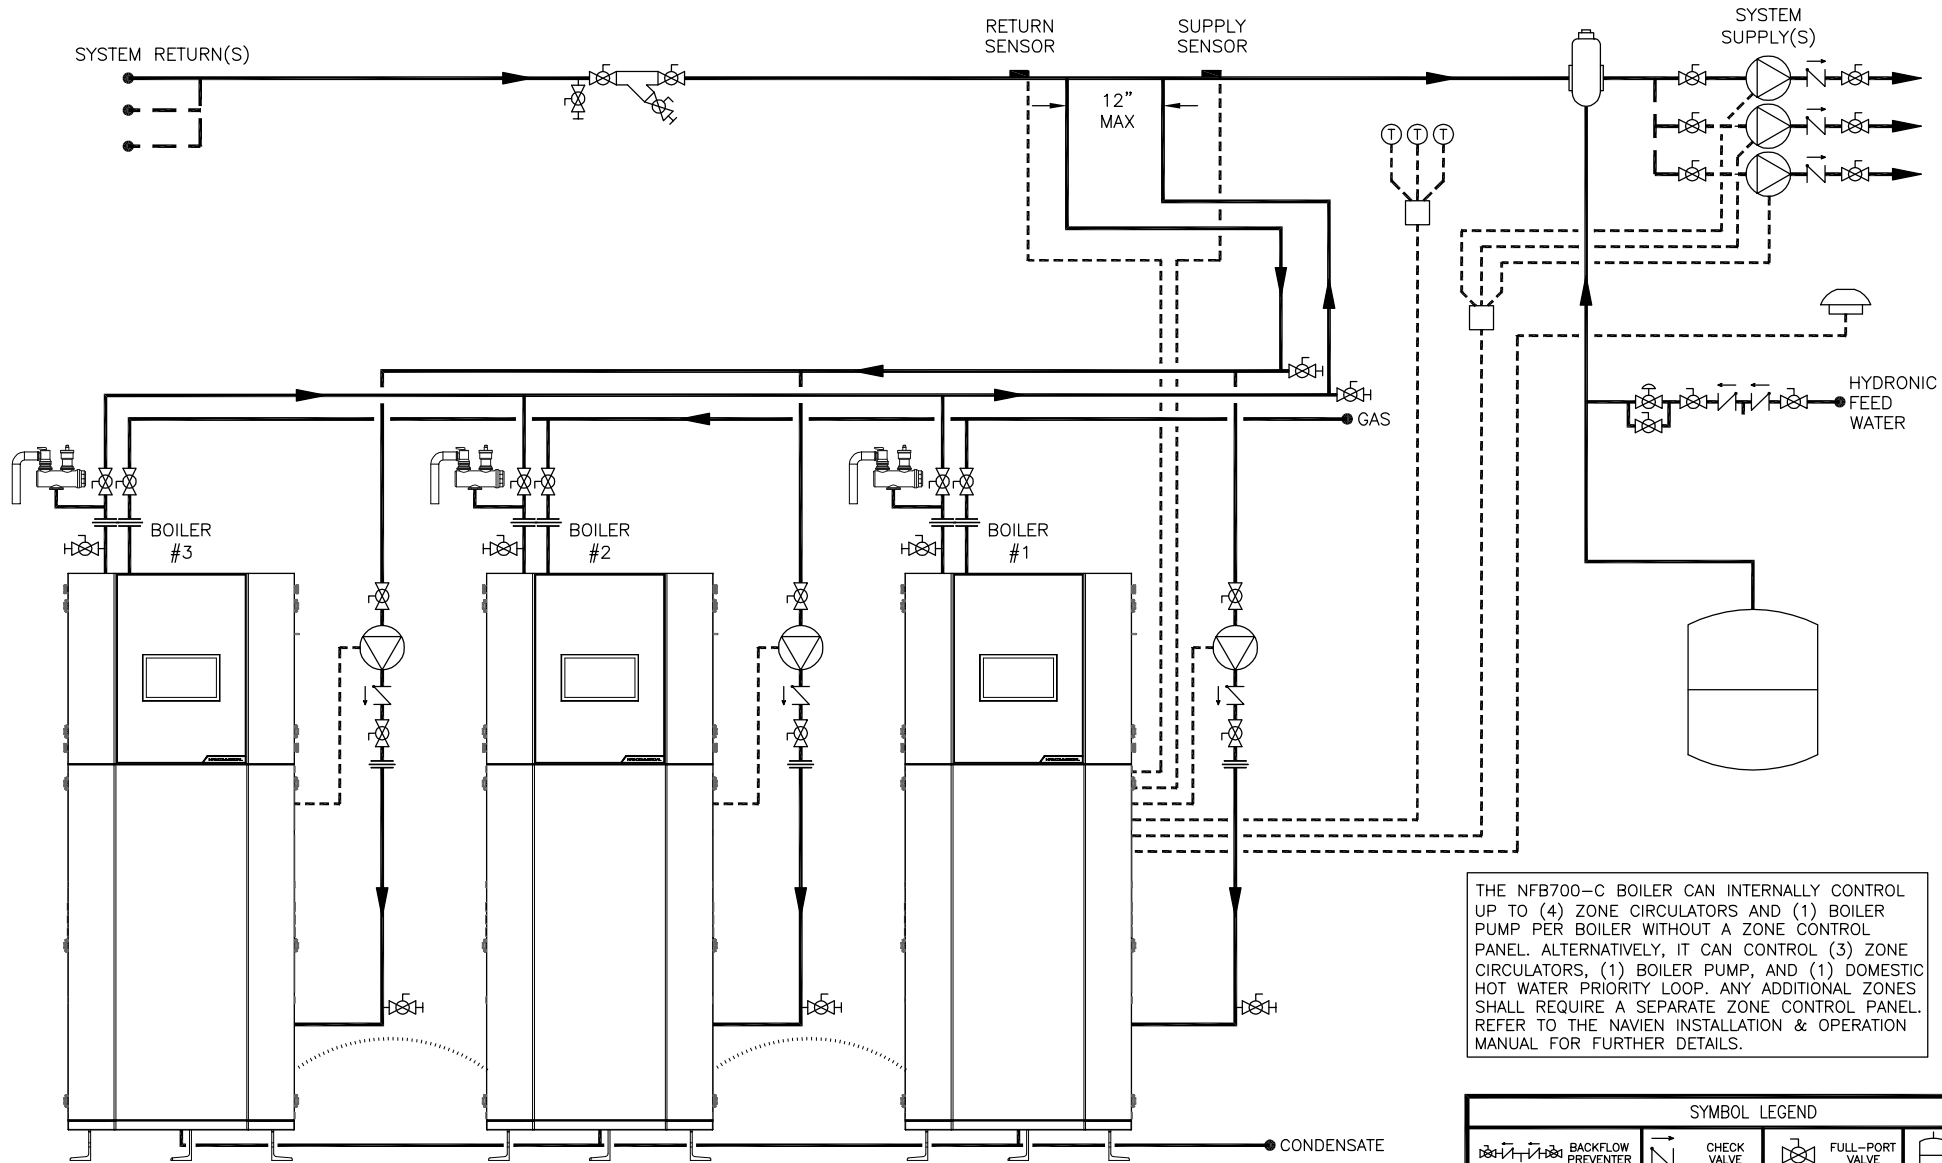 SYSTEM RETURN(S)
RETURN
SENSOR
SUPPLY
SENSOR
SYSTEM
SUPPLY(S)
12"
MAX
T T T
HYDRONIC
FEED
WATER
GAS
BOILER
#3
BOILER
#2
BOILER
#1
THE NFB700-C BOILER CAN INTERNALLY CONTROL
UP TO (4) ZONE CIRCULATORS AND (1) BOILER
PUMP PER BOILER WITHOUT A ZONE CONTROL
PANEL. ALTERNATIVELY, IT CAN CONTROL (3) ZONE
CIRCULATORS, (1) BOILER PUMP, AND (1) DOMESTIC
HOT WATER PRIORITY LOOP. ANY ADDITIONAL ZONES
SHALL REQUIRE A SEPARATE ZONE CONTROL PANEL.
REFER TO THE NAVIEN INSTALLATION & OPERATION
MANUAL FOR FURTHER DETAILS.
CONDENSATE
SYMBOL LEGEND
BACKFLOW
PREVENTER
CHECK
VALVE
FULL-PORT
VALVE